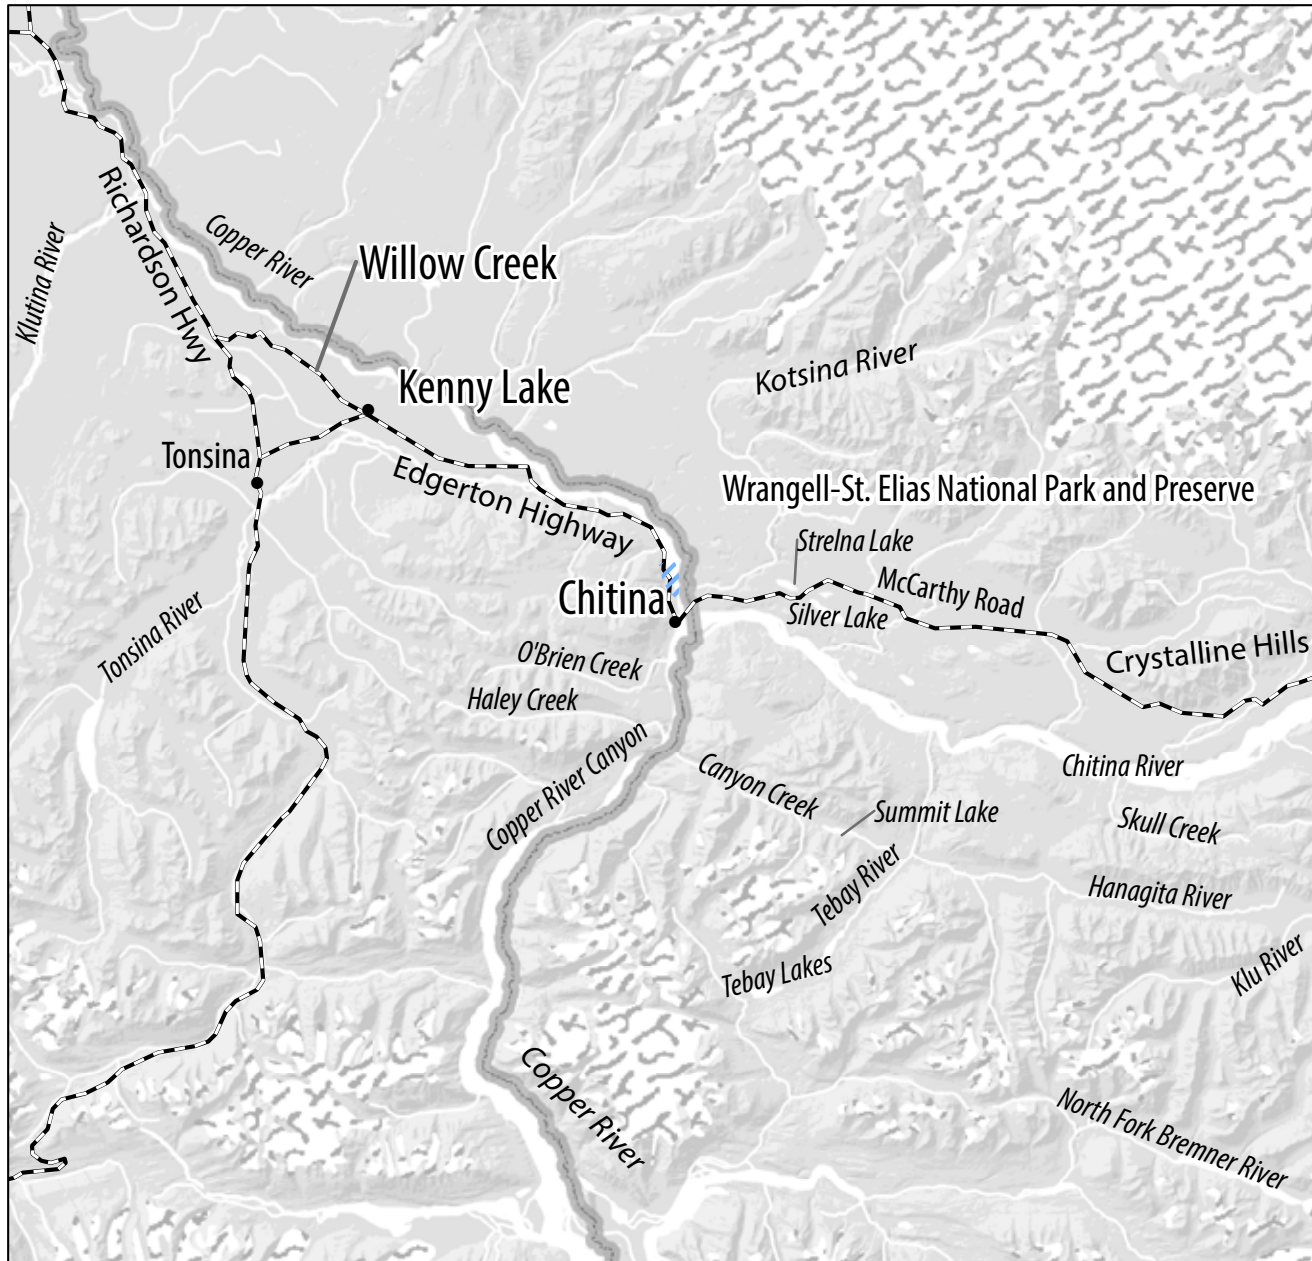 Richardson Hwy
Klutina River
Copper River
Willow Creek
Kenny Lake
Kotsina River
Tonsina
Edgerton Highway
Wrangell-St. Elias National Park and Preserve
Strelna Lake
McCarthy Road
Chitina
Silver Lake
Tonsina River
O'Brien Creek
Crystalline Hills
Haley Creek
Copper River Canyon
Canyon Creek
Chitina River
Summit Lake
Skull Creek
Tebay River
Hanagita River
Tebay Lakes
Klu River
Copper River
North Fork Bremner River